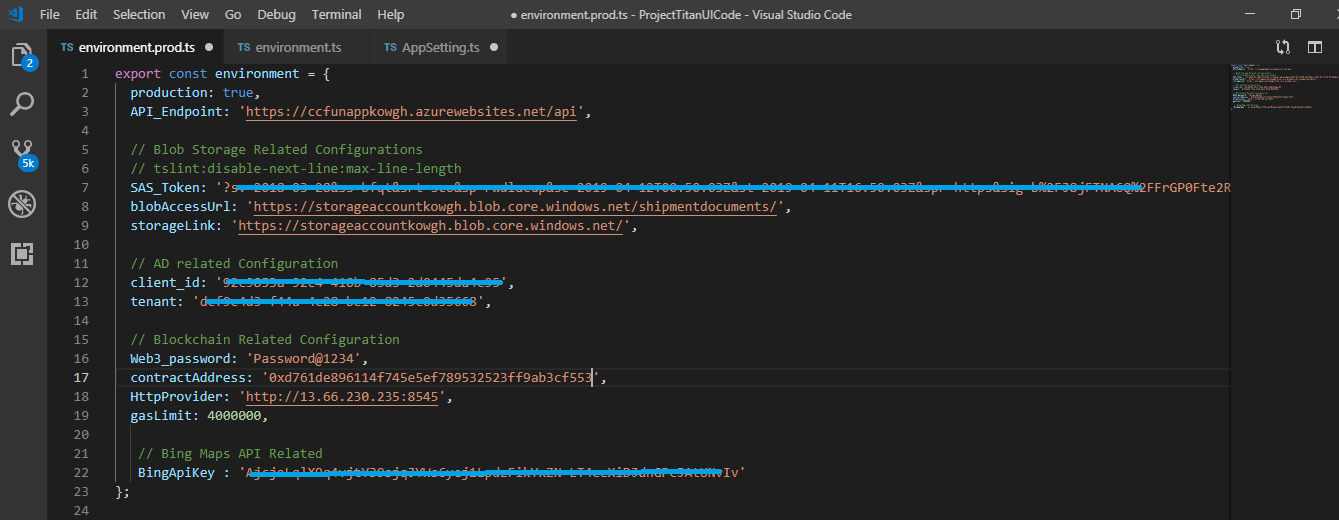 File Edit Selection View Go Debug Terminal Help
● environment.prod.ts - ProjectTitanUICode - Visual Studio Code
TS environment.prod.ts ● TS environment.ts TS AppSetting.ts ●
2
5k
1 export const environment = {
2 production: true,
3 API_Endpoint: 'https://ccfunappkowgh.azurewebsites.net/api',
4
5 // Blob Storage Related Configurations
6 // tslint:disable-next-line:max-line-length
7 SAS_Token: '?
8 blobAccessUrl: 'https://storageaccountkowgh.blob.core.windows.net/shipmentdocuments/',
9 storageLink: 'https://storageaccountkowgh.blob.core.windows.net/',
10
11 // AD related Configuration
12 client_id: ',
13 tenant: ',
14
15 // Blockchain Related Configuration
16 Web3_password: 'Password@1234',
17 contractAddress: '0xd761de896114f745e5ef789532523ff9ab3cf553',
18 HttpProvider: 'http://13.66.230.235:8545',
19 gasLimit: 4000000,
20
21 // Bing Maps API Related
22 BingApiKey : '
23 };
24